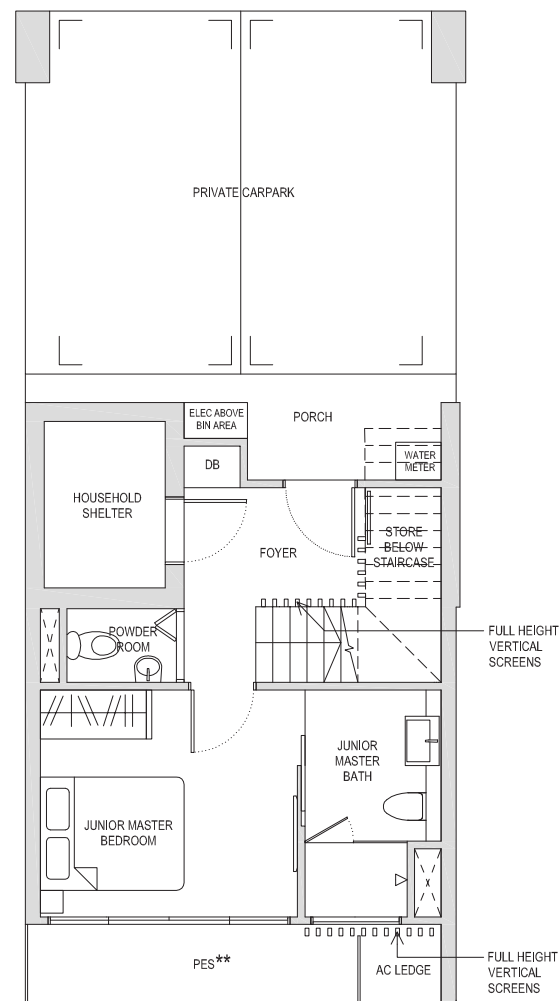 PRIVATE CARPARK
ELEC ABOVE
BIN AREA
PORCH
DB
WATER
METER
HOUSEHOLD
SHELTER
STORE
BELOW
STAIRCASE
FOYER
POWDER
ROOM
FULL HEIGHT
VERTICAL
SCREENS
JUNIOR
MASTER
BATH
JUNIOR MASTER
BEDROOM
PES**
AC LEDGE
FULL HEIGHT
VERTICAL
SCREENS